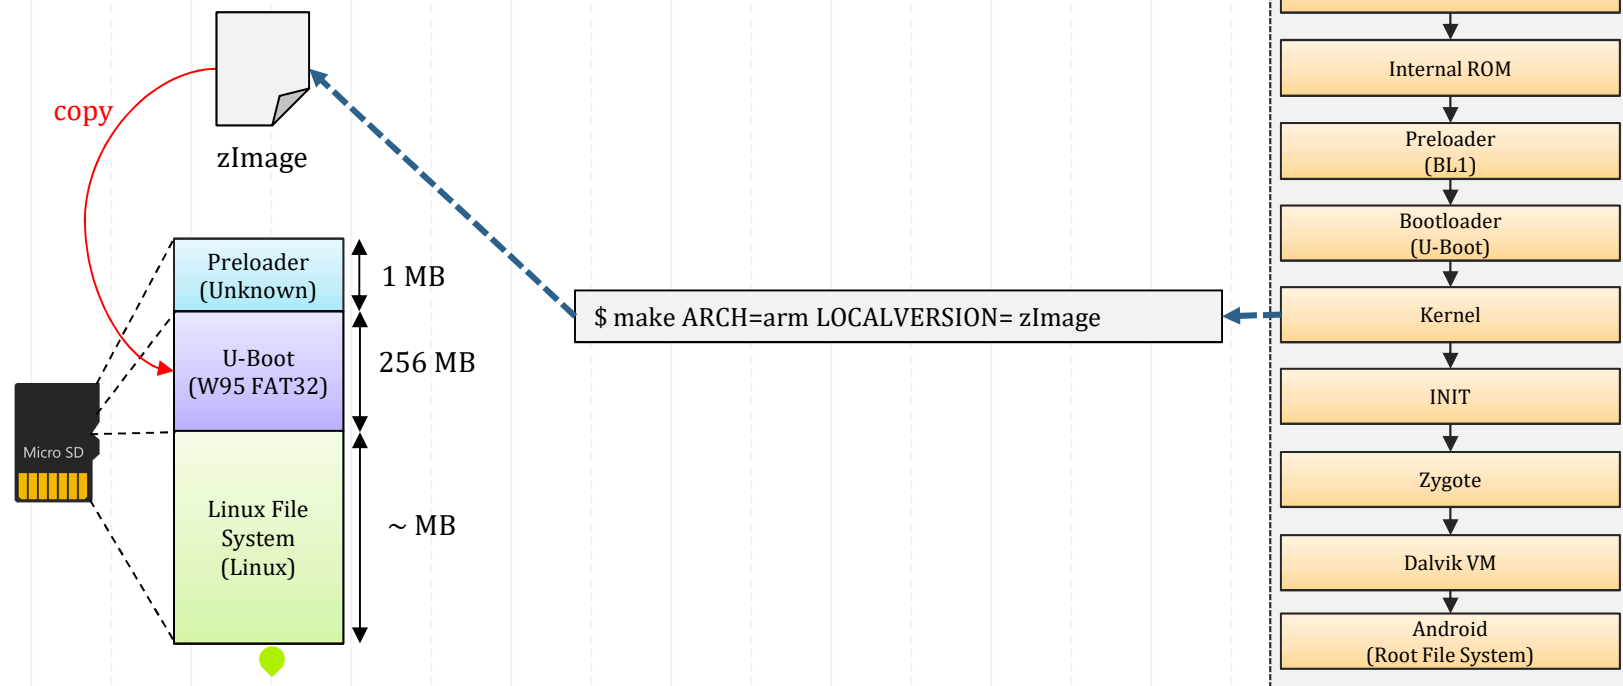 copy
zImage
Preloader
(Unknown)
1 MB
U-Boot
(W95 FAT32)
256 MB
Micro SD
Linux File
System
(Linux)
~ MB
$ make ARCH=arm LOCALVERSION= zImage
Internal ROM
Preloader
(BL1)
Bootloader
(U-Boot)
Kernel
INIT
Zygote
Dalvik VM
Android
(Root File System)